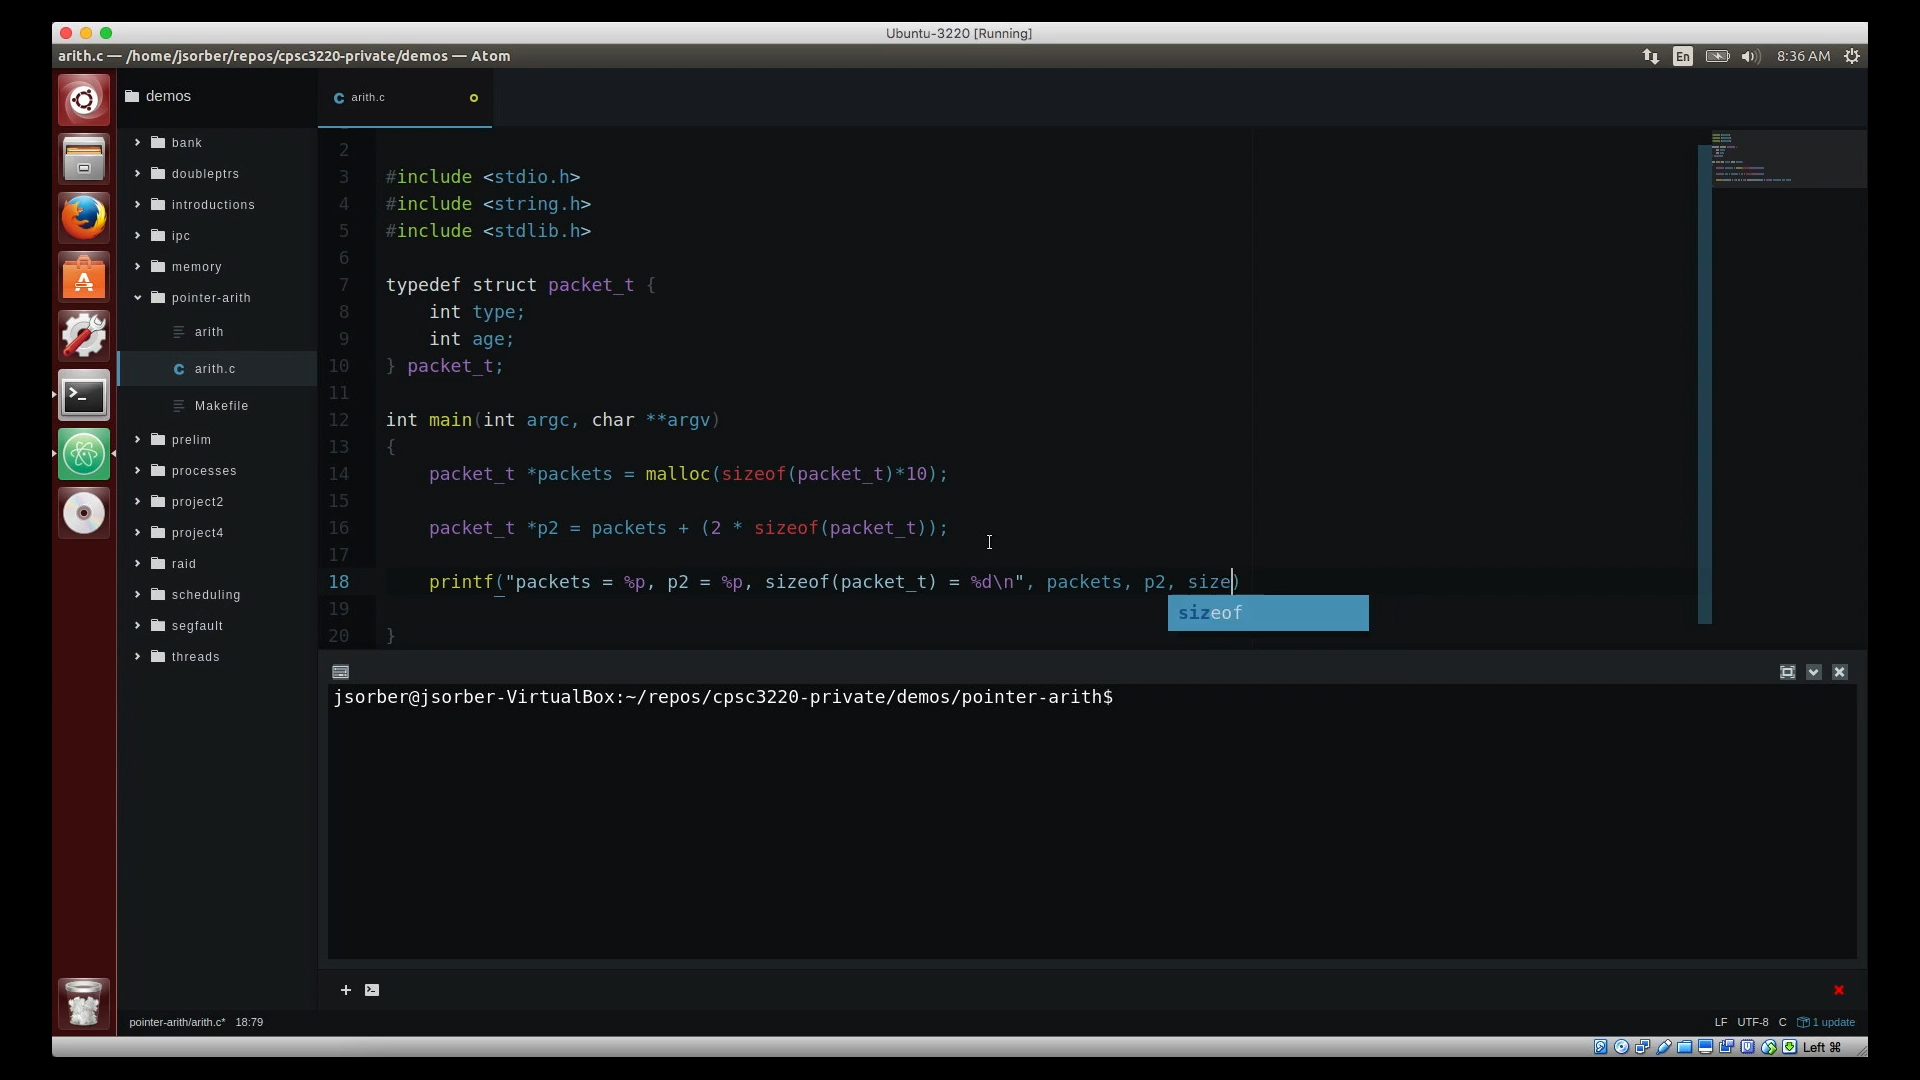 Ubuntu-3220 [Running]
arith.c — /home/jsorber/repos/cpsc3220-private/demos — Atom
En
8:36 AM
demos
bank
doubleptrs
introductions
ipc
memory
pointer-arith
arith
arith.c
Makefile
prelim
processes
project2
project4
raid
scheduling
segfault
threads
arith.c
2
3 #include <stdio.h>
4 #include <string.h>
5 #include <stdlib.h>
6
7 typedef struct packet_t {
8 int type;
9 int age;
10 } packet_t;
11
12 int main(int argc, char **argv)
13 {
14 packet_t *packets = malloc(sizeof(packet_t)*10);
15
16 packet_t *p2 = packets + (2 * sizeof(packet_t));
17
18 printf("packets = %p, p2 = %p, sizeof(packet_t) = %d\n", packets, p2, size)
sizeof
19
20 }
jsorber@jsorber-VirtualBox:~/repos/cpsc3220-private/demos/pointer-arith$
pointer-arith/arith.c* 18:79
LF UTF-8 C 1 update
Left ⌘